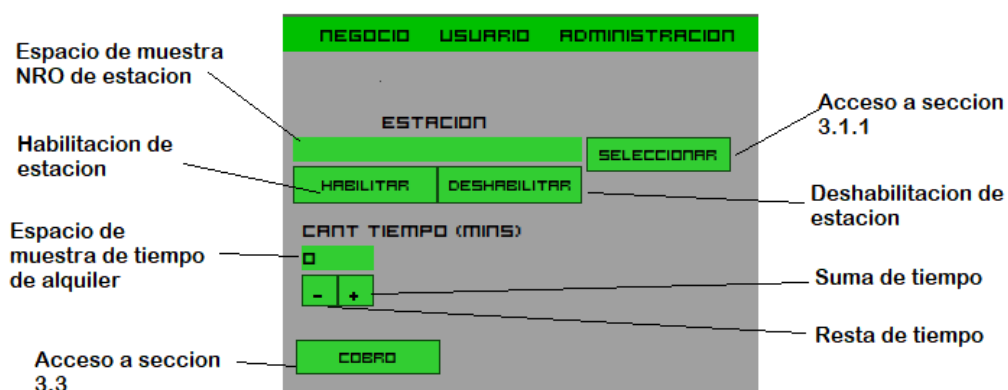 NEGOCIO USUARIO ADMINISTRACION
Espacio de muestra
NRO de estacion
ESTACION
Acceso a seccion
3.1.1
SELECCIONAR
Habilitacion de
estacion
HABILITAR DESHABILITAR
Deshabilitacion de
estacion
CANT TIEMPO (MINS)
Espacio de
muestra de tiempo
de alquiler
0
- +
Suma de tiempo
Resta de tiempo
COBRO
Acceso a seccion
3.3